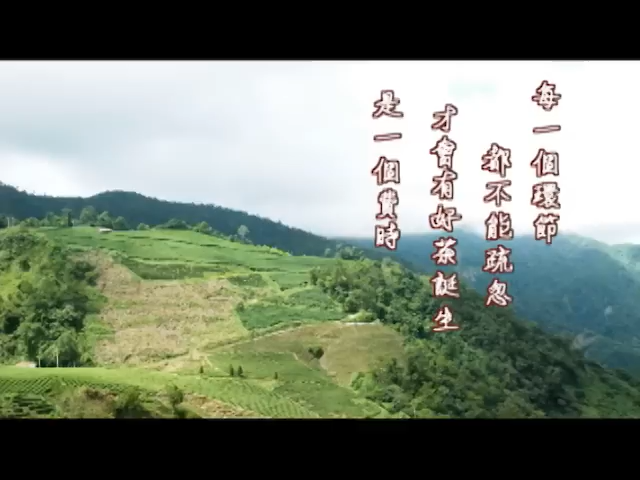 每一個環節
都不能疏忽
才會有好茶誕生
是一個費時